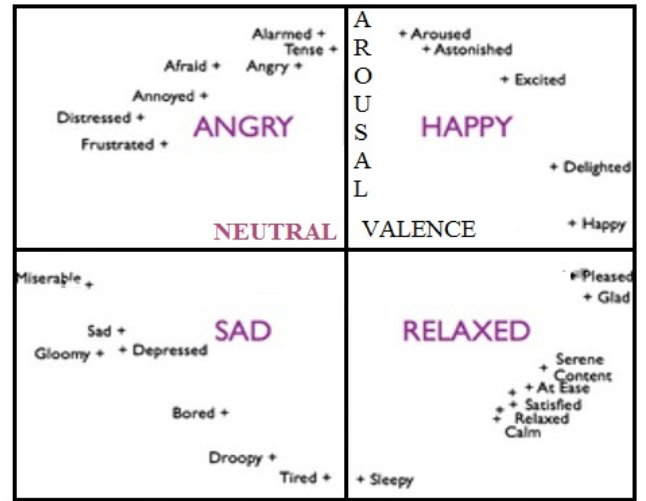 Alarmed +
Tense +
Afraid +
Angry +
Annoyed +
Distressed +
Frustrated +
ANGRY
NEUTRAL
AROUSAL
+ Aroused
+ Astonished
+ Excited
HAPPY
+ Delighted
+ Happy
VALENCE
Miserable +
Sad +
Gloomy +
+ Depressed
SAD
Bored +
Droopy +
Tired +
Pleased
+ Glad
RELAXED
+ Serene
Content
+ At Ease
+ Satisfied
+ Relaxed
Calm
+ Sleepy